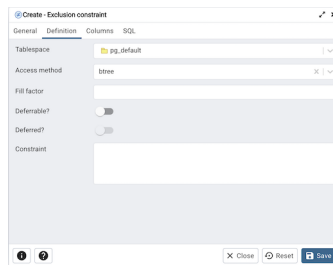 Create - Exclusion constraint
General Definition Columns SQL
Tablespace
pg_default
Access method
btree
Fill factor
Deferrable?
Deferred?
Constraint
Close Reset Save